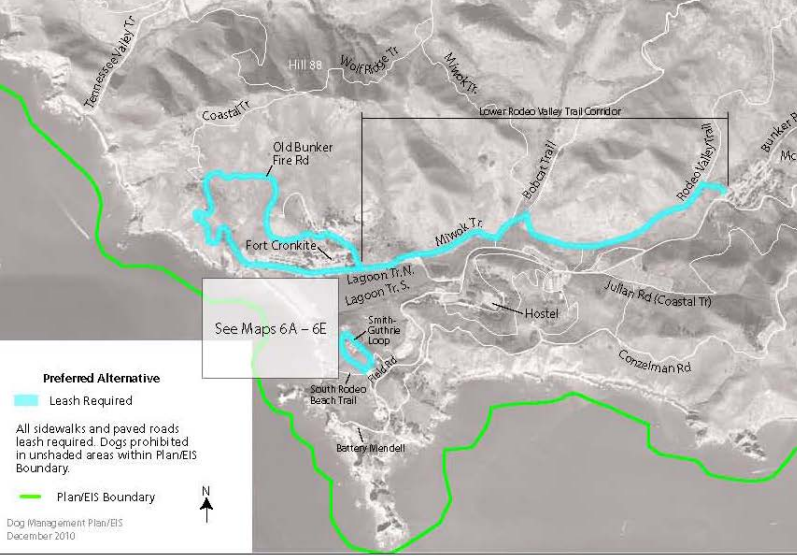 Tennessee Valley Tr
Hill 88
Wolf Ridge Tr
Miwok Tr.
Coastal Tr
Lower Rodeo Valley Trail Corridor
Old Bunker
Fire Rd
Bobcat Trail
Rodeo Valley Trail
Bunker
Mc
Fort Cronkite
Miwok Tr.
Lagoon Tr. N.
Lagoon Tr. S.
Julian Rd (Coastal Tr)
Hostel
See Maps 6A – 6E
Smith-
Guthrie
Loop
Field Rd
Conzelman Rd
South Rodeo
Beach Trail
Battery Mendell
Preferred Alternative
Leash Required
All sidewalks and paved roads
leash required. Dogs prohibited
in unshaded areas within Plan/EIS
Boundary.
Plan/EIS Boundary
N
Dog Management Plan/EIS
December 2010